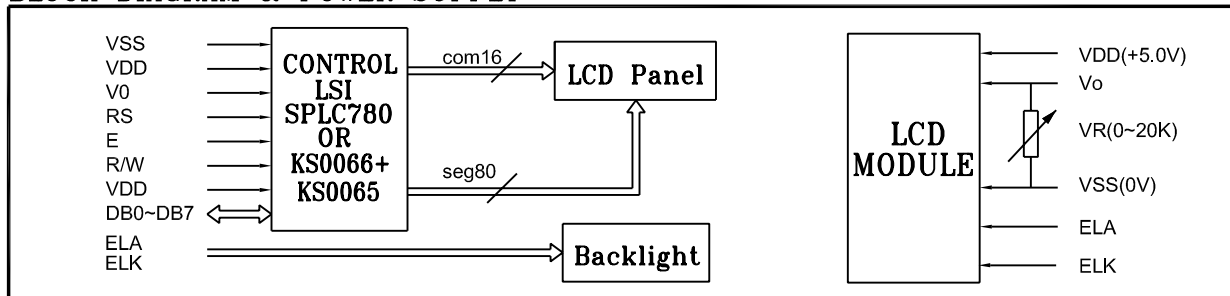 BLOCK DIAGRAM & POWER SUPPLY
VSS
VDD
V0
RS
E
R/W
VDD
DB0~DB7
ELA
ELK
CONTROL
LSI
SPLC780
OR
KS0066+
KS0065
com16
seg80
LCD Panel
Backlight
LCD
MODULE
VDD(+5.0V)
Vo
VR(0~20K)
VSS(0V)
ELA
ELK